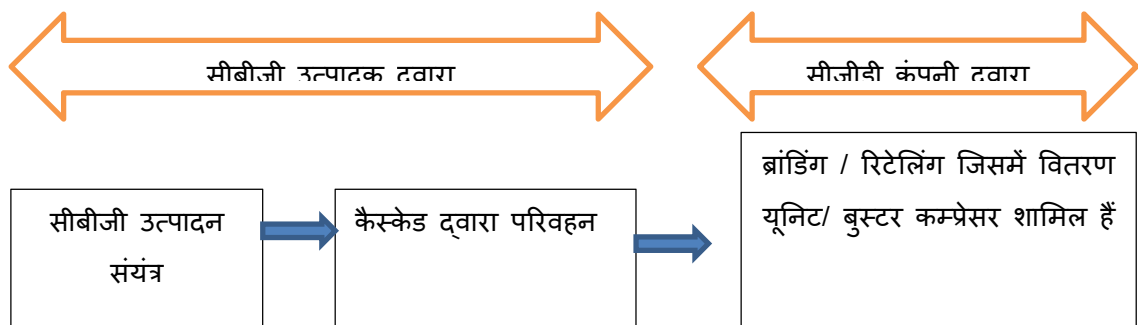 सीबीजी उत्पादक द्वारा
सीजीडी कंपनी द्वारा
सीबीजी उत्पादन
संयंत्र
कैस्केड द्वारा परिवहन
ब्रांडिंग / रिटेलिंग जिसमें वितरण
यूनिट/ बुस्टर कम्प्रेसर शामिल हैं